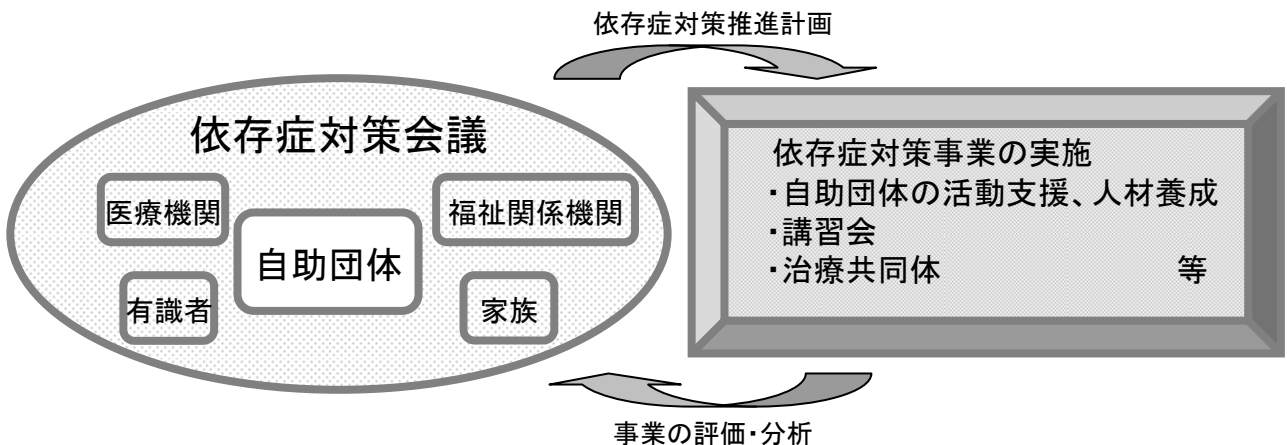 依存症対策推進計画
依存症対策会議
医療機関
福祉関係機関
自助団体
有識者
家族
依存症対策事業の実施
・自助団体の活動支援、人材養成
・講習会
・治療共同体 等
事業の評価・分析